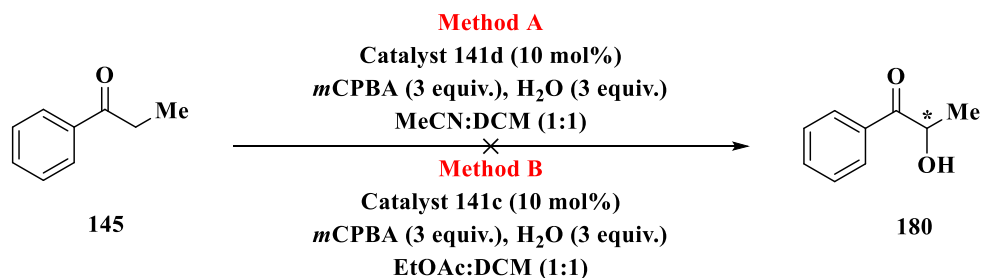 Method A
Catalyst 141d (10 mol%)
mCPBA (3 equiv.), H₂O (3 equiv.)
MeCN:DCM (1:1)
O
Me
O
*
Me
OH
Method B
Catalyst 141c (10 mol%)
mCPBA (3 equiv.), H₂O (3 equiv.)
EtOAc:DCM (1:1)
145
180